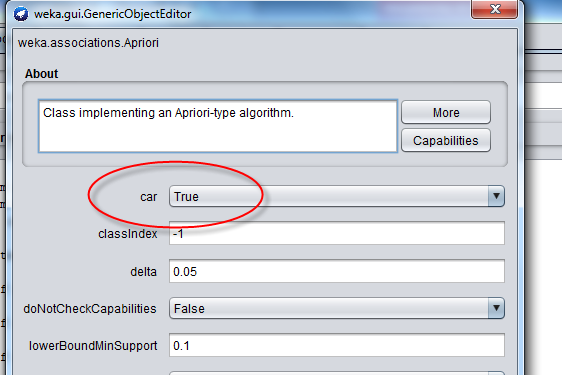 weka.gui.GenericObjectEditor
weka.associations.Apriori
About
Class implementing an Apriori-type algorithm.
More
Capabilities
car True
classIndex -1
delta 0.05
doNotCheckCapabilities False
lowerBoundMinSupport 0.1